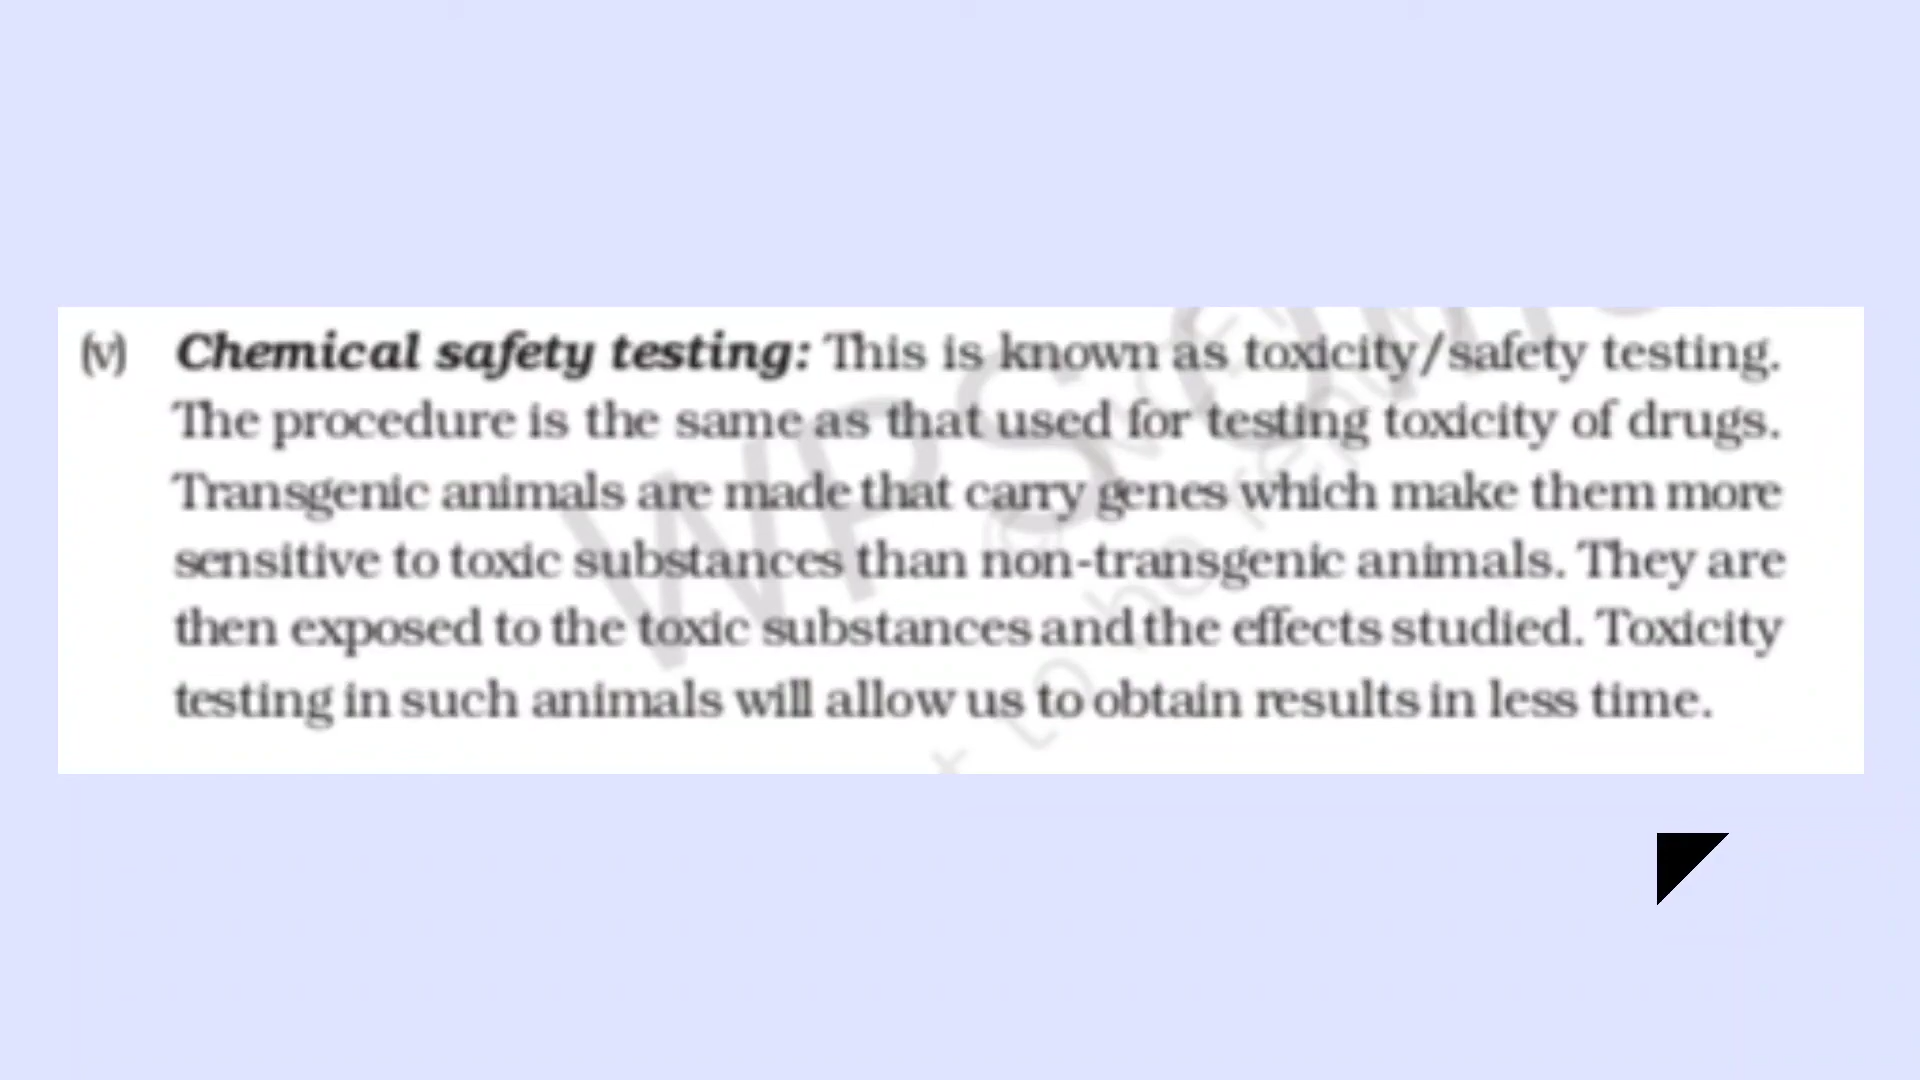 (v) Chemical safety testing: This is known as toxicity/safety testing.
The procedure is the same as that used for testing toxicity of drugs.
Transgenic animals are made that carry genes which make them more
sensitive to toxic substances than non-transgenic animals. They are
then exposed to the toxic substances and the effects studied. Toxicity
testing in such animals will allow us to obtain results in less time.